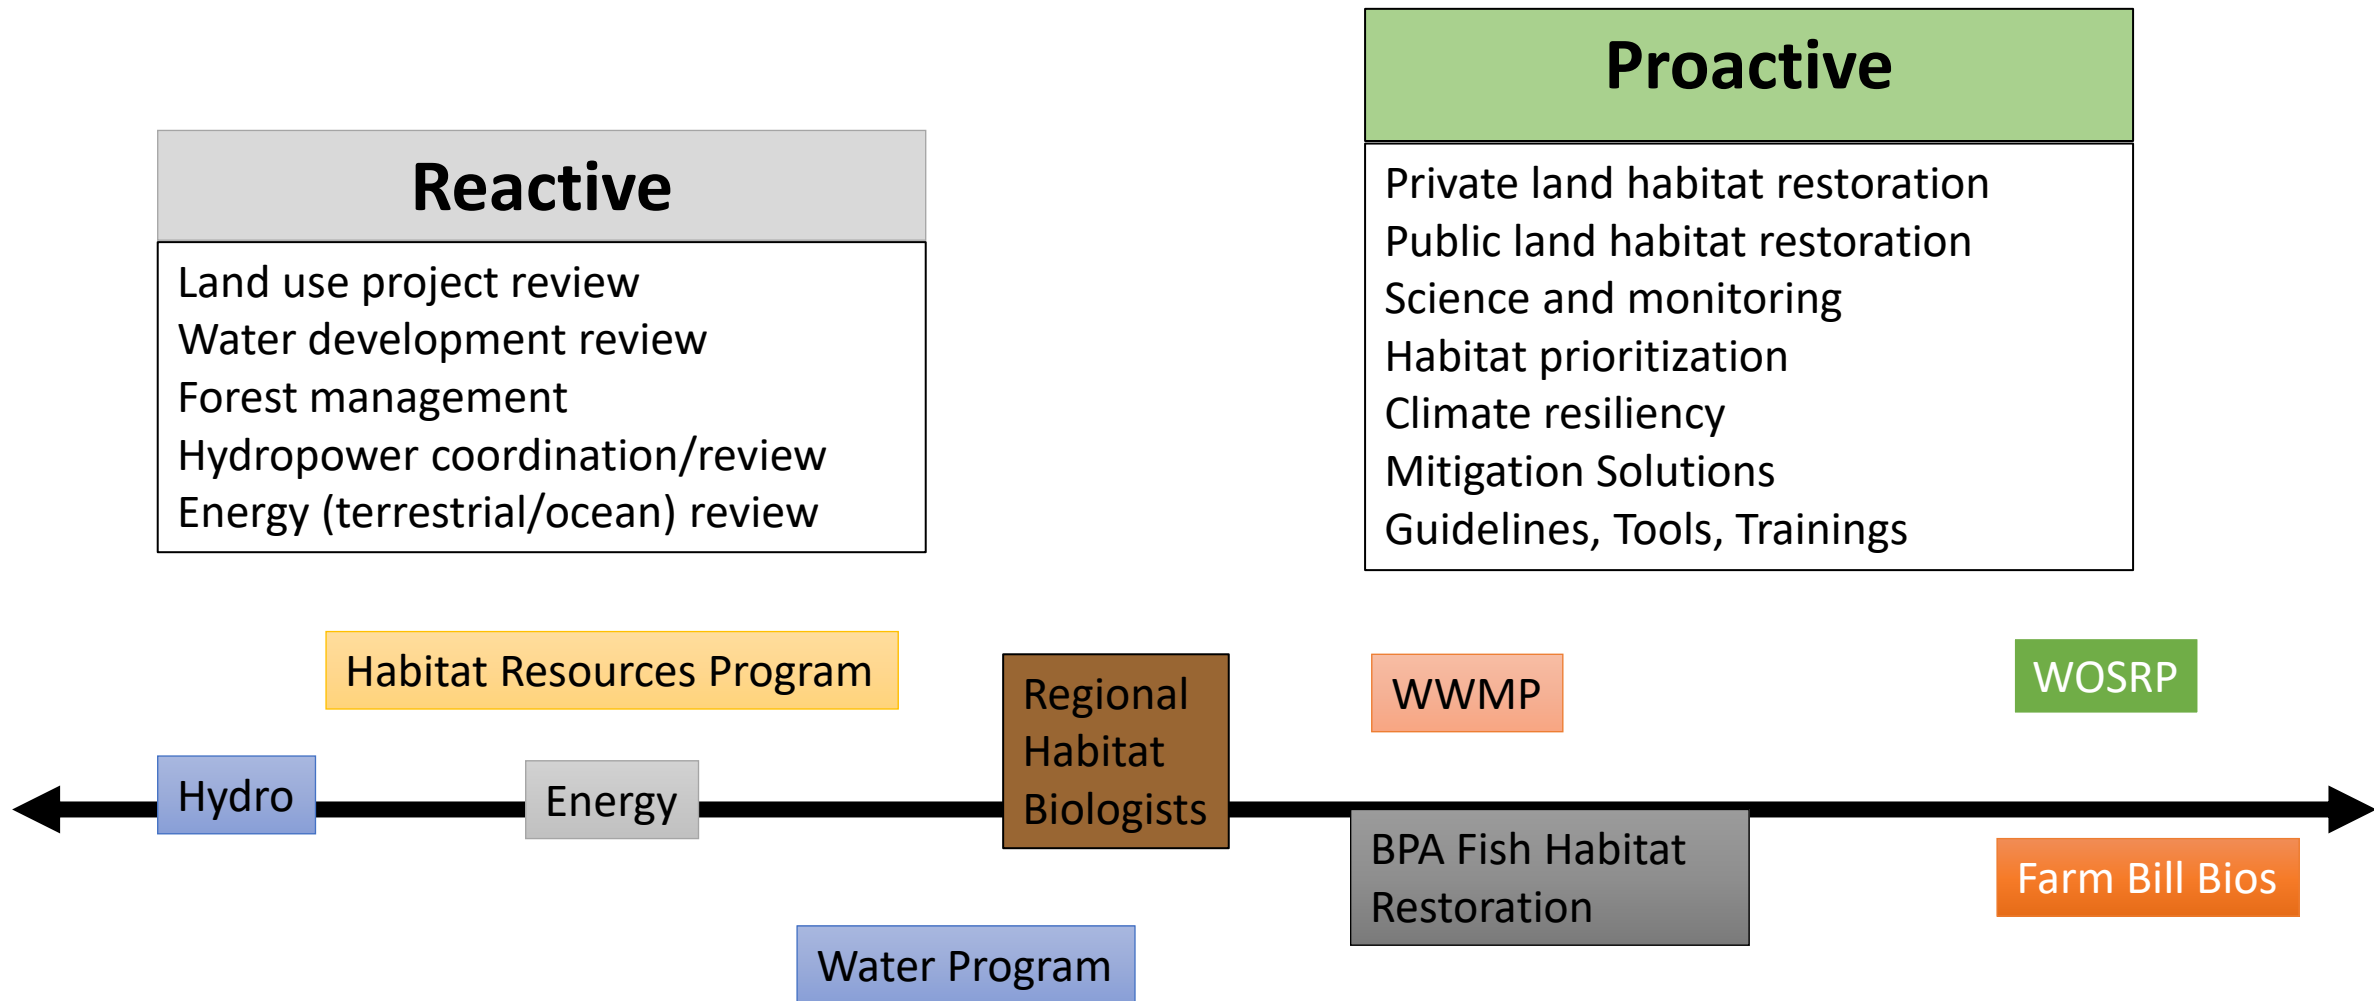 Reactive
Land use project review
Water development review
Forest management
Hydropower coordination/review
Energy (terrestrial/ocean) review
Proactive
Private land habitat restoration
Public land habitat restoration
Science and monitoring
Habitat prioritization
Climate resiliency
Mitigation Solutions
Guidelines, Tools, Trainings
Habitat Resources Program
Regional
Habitat
Biologists
WWMP
WOSRP
Hydro
Energy
BPA Fish Habitat
Restoration
Farm Bill Bios
Water Program